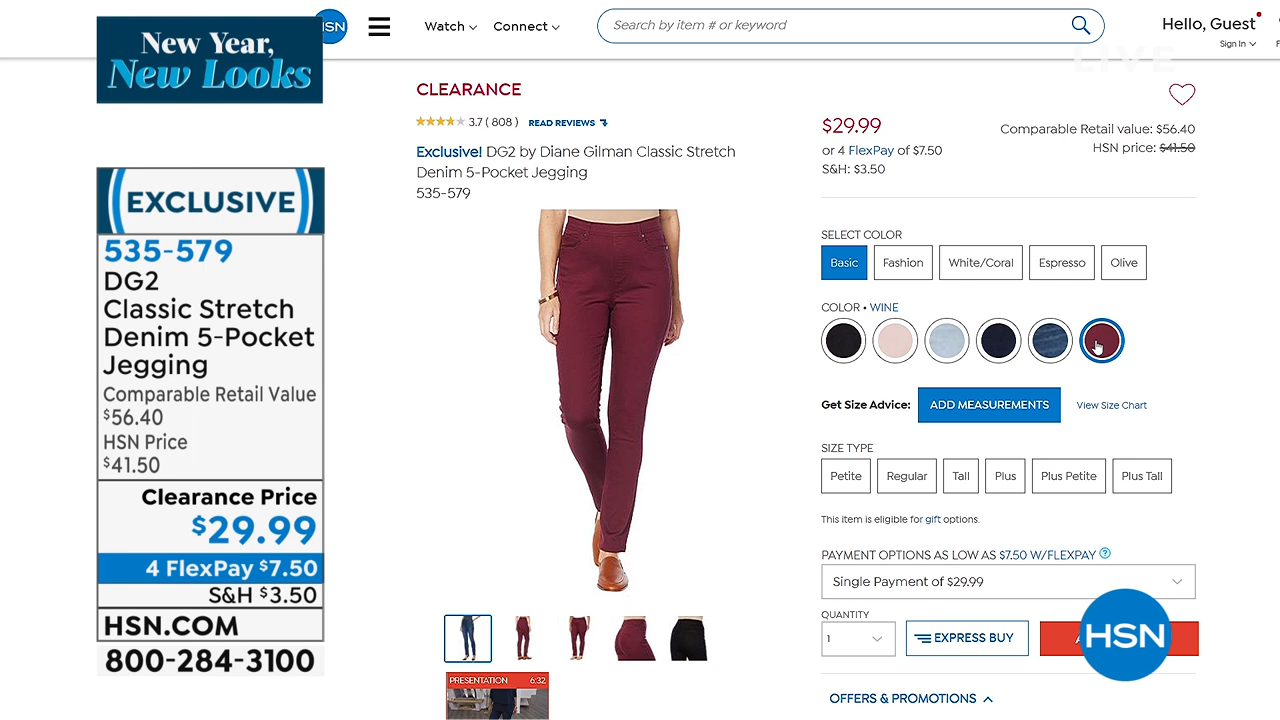 New Year,
New Looks
EXCLUSIVE
535-579
DG2
Classic Stretch
Denim 5-Pocket
Jegging
Comparable Retail Value
$56.40
HSN Price
$41.50
Clearance Price
$29.99
4 FlexPay $7.50
S&H $3.50
HSN.COM
800-284-3100
Watch
Connect
Search by item # or keyword
Hello, Guest
Sign In
LIVE
CLEARANCE
3.7 ( 808 ) READ REVIEWS
Exclusive! DG2 by Diane Gilman Classic Stretch
Denim 5-Pocket Jegging
535-579
PRESENTATION 6:32
$29.99
or 4 FlexPay of $7.50
S&H: $3.50
Comparable Retail value: $56.40
HSN price: $41.50
SELECT COLOR
Basic Fashion White/Coral Espresso Olive
COLOR • WINE
Get Size Advice: ADD MEASUREMENTS View Size Chart
SIZE TYPE
Petite Regular Tall Plus Plus Petite Plus Tall
This item is eligible for gift options.
PAYMENT OPTIONS AS LOW AS $7.50 W/FLEXPAY ?
Single Payment of $29.99
QUANTITY
1
EXPRESS BUY
HSN
OFFERS & PROMOTIONS